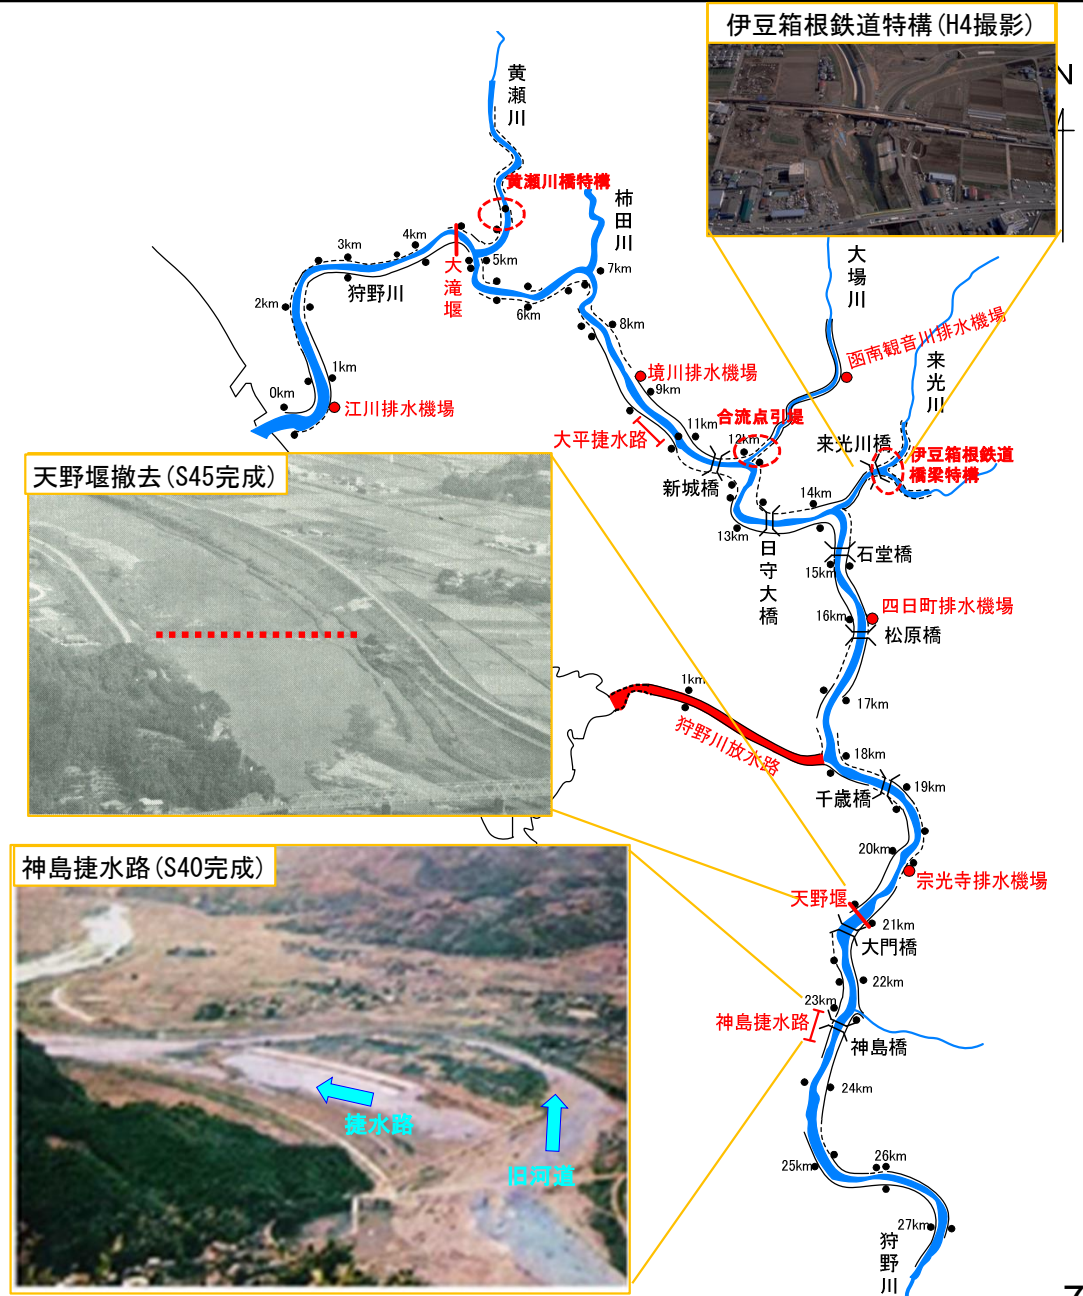 伊豆箱根鉄道特構(H4撮影)
N
黄瀬川
黄瀬川橋特構
柿田川
大場川
函南観音川排水機場
来光川
3km
4km
5km
7km
狩野川
大滝堰
2km
6km
8km
1km
0km
江川排水機場
境川排水機場
9km
大平捷水路
11km
合流点引堤
12km
来光川橋
伊豆箱根鉄道
橋梁特構
新城橋
14km
13km
日守大橋
石堂橋
15km
四日町排水機場
16km
松原橋
天野堰撤去(S45完成)
1km
17km
狩野川放水路
18km
千歳橋
19km
20km
宗光寺排水機場
天野堰
21km
大門橋
22km
23km
神島捷水路
神島橋
24km
神島捷水路(S40完成)
捷水路
旧河道
25km
26km
27km
狩野川
7